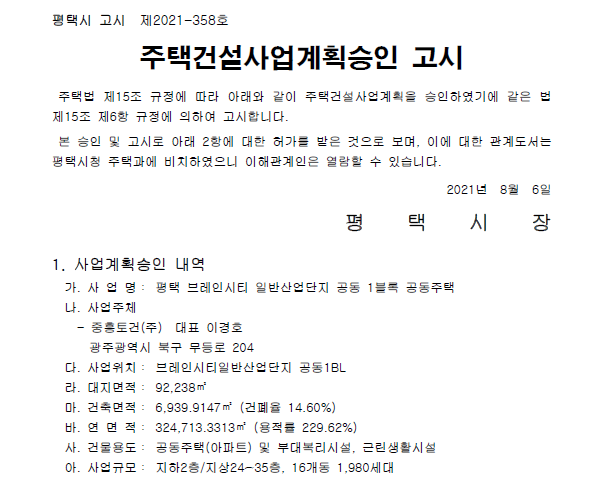 평택시 고시 제2021-358호
주택건설사업계획승인 고시
주택법 제15조 규정에 따라 아래와 같이 주택건설사업계획을 승인하였기에 같은 법
제15조 제6항 규정에 의하여 고시합니다.
본 승인 및 고시로 아래 2항에 대한 허가를 받은 것으로 보며, 이에 대한 관계도서는
평택시청 주택과에 비치하였으니 이해관계인은 열람할 수 있습니다.
2021년 8월 6일
평 택 시 장
1. 사업계획승인 내역
가. 사 업 명 : 평택 브레인시티 일반산업단지 공동 1블록 공동주택
나. 사업주체
- 중흥토건(주) 대표 이경호
광주광역시 북구 무등로 204
다. 사업위치 : 브레인시티일반산업단지 공동1BL
라. 대지면적 : 92,238㎡
마. 건축면적 : 6,939.9147㎡ (건폐율 14.60%)
바. 연 면 적 : 324,713.3313㎡ (용적률 229.62%)
사. 건물용도 : 공동주택(아파트) 및 부대복리시설, 근린생활시설
아. 사업규모 : 지하2층/지상24-35층, 16개동 1,980세대